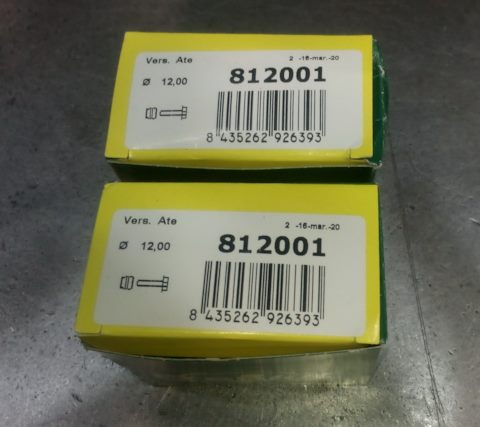 Vers. Ate 2 -16-mar.-20
Ø 12,00 812001
8 435262 926393
Vers. Ate 2 -16-mar.-20
Ø 12,00 812001
8 435262 926393